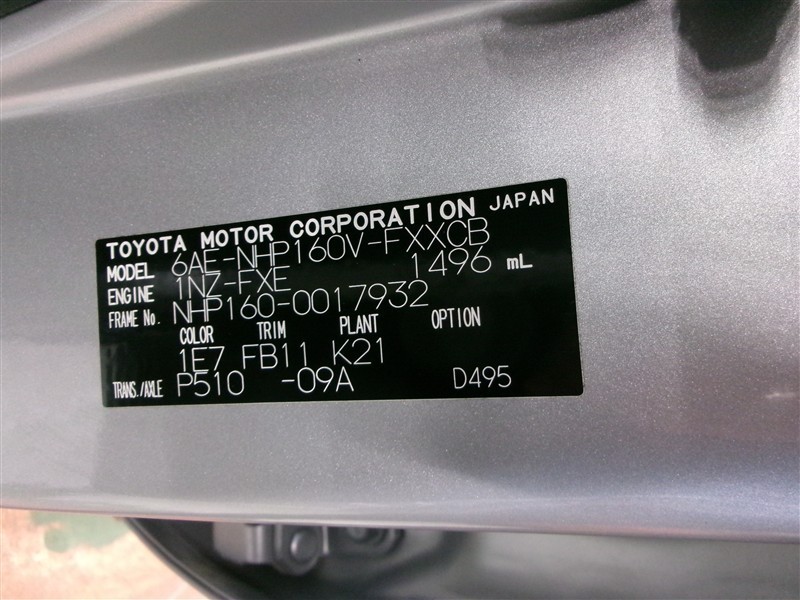 TOYOTA MOTOR CORPORATION JAPAN
MODEL 6AE-NHP160V-FXXCB
ENGINE 1NZ-FXE 1496 mL
FRAME No. NHP160-0017932
COLOR TRIM PLANT OPTION
1E7 FB11 K21
TRANS./AXLE P510 -09A D495